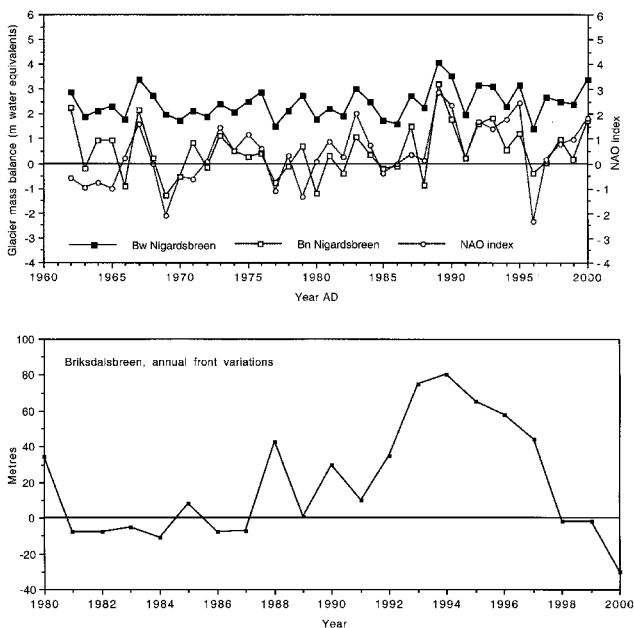 Glacier mass balance (m water equivalents)
6
5
4
3
2
1
0
-1
-2
-3
-4
6
5
4
3
2
1
0
-1
-2
-3
-4
NAO index
Bw Nigardsbreen
Bn Nigardsbreen
NAO index
1960 1965 1970 1975 1980 1985 1990 1995 2000
Year AD
Briksdalsbreen, annual front variations
Metres
100
80
60
40
20
0
-20
-40
1980 1982 1984 1986 1988 1990 1992 1994 1996 1998 2000
Year